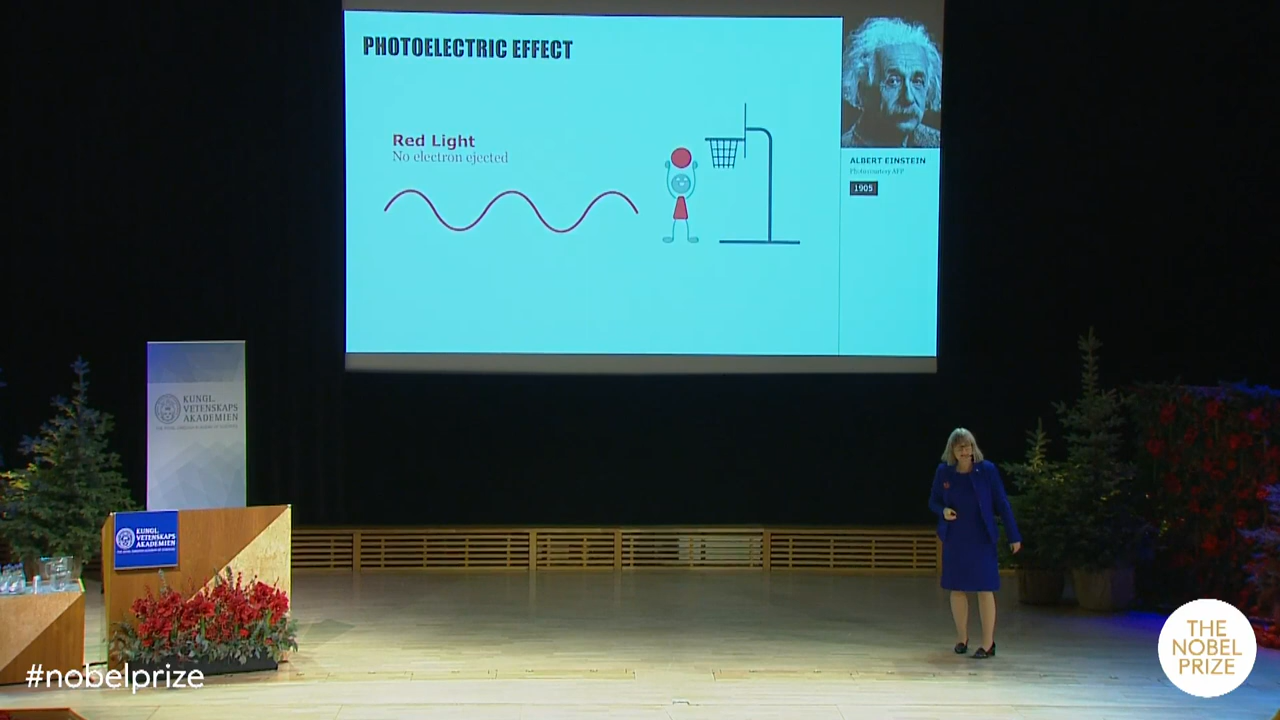 PHOTOELECTRIC EFFECT
Red Light
No electron ejected
ALBERT EINSTEIN
Photo courtesy AFP
1905
KUNGL.
VETENSKAPS
AKADEMIEN
KUNGL.
VETENSKAPS
AKADEMIEN
#nobelprize
THE
NOBEL
PRIZE